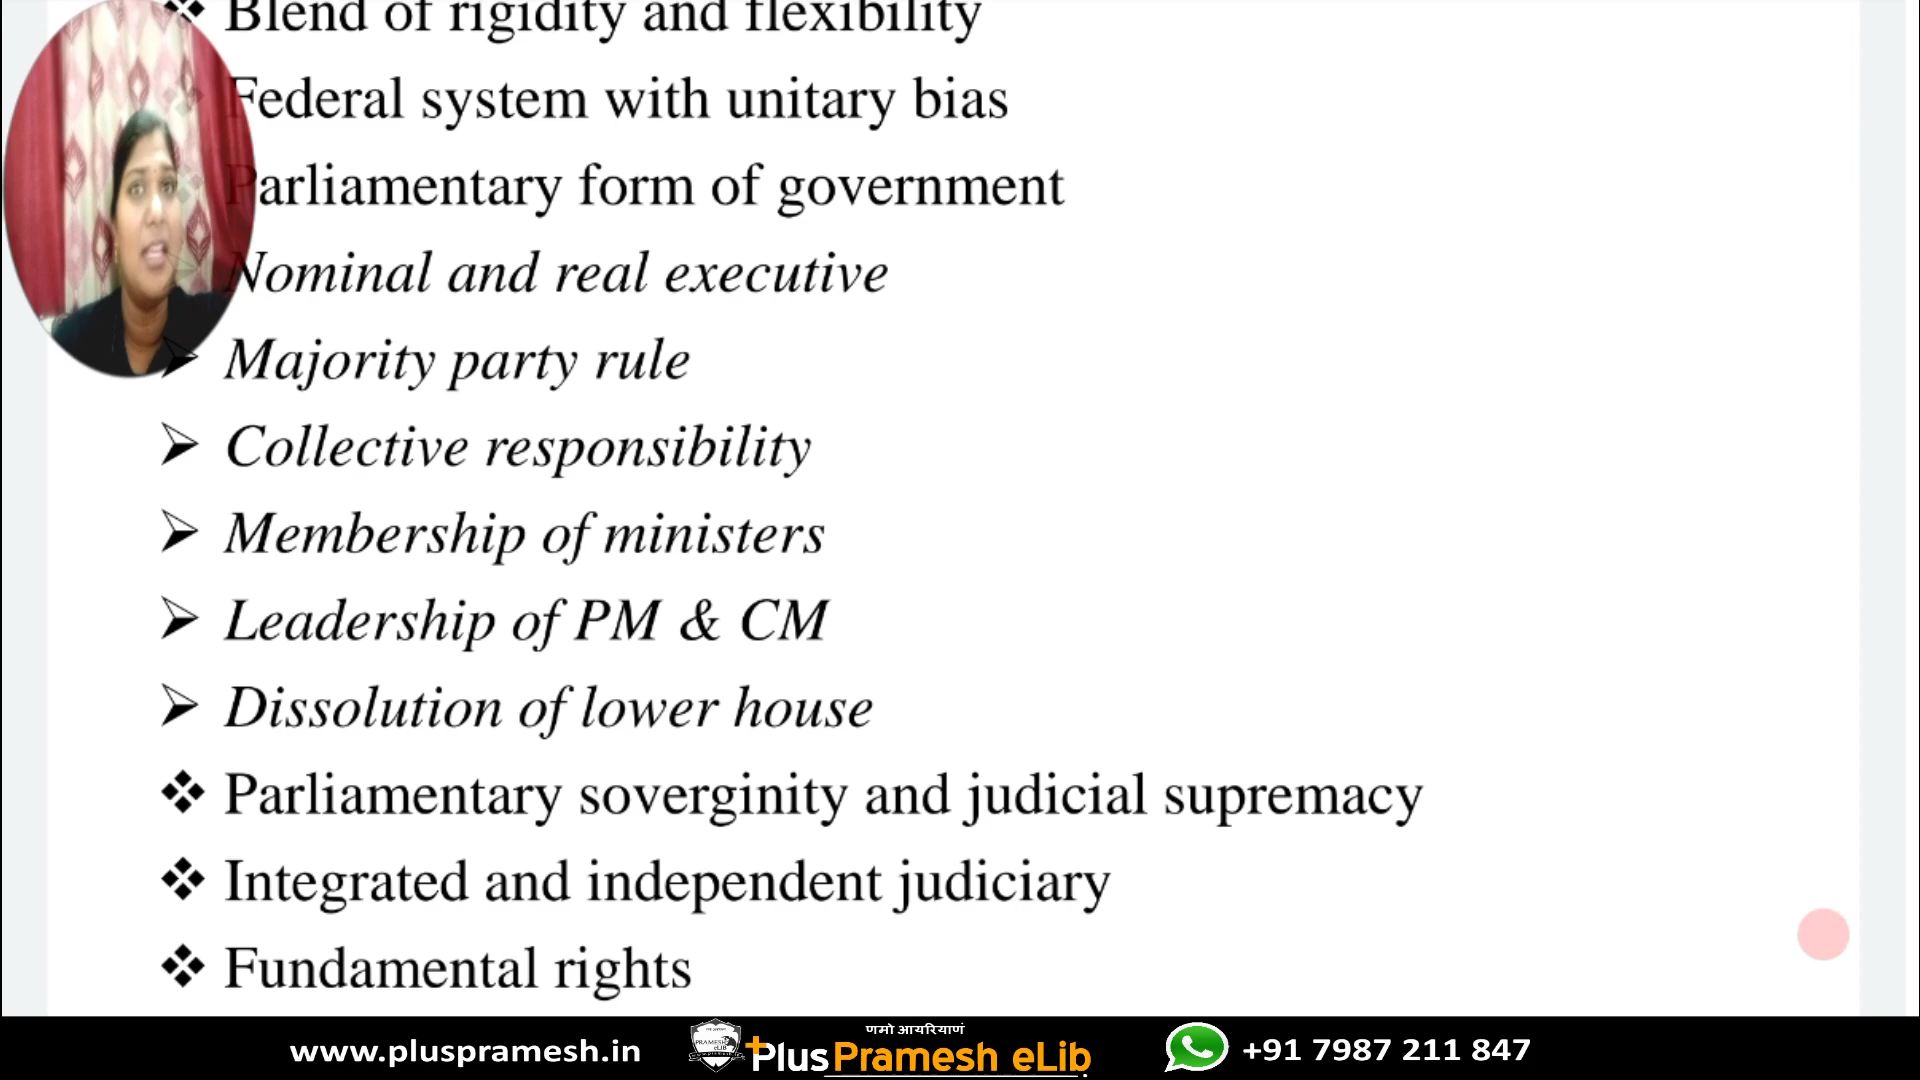 Blend of rigidity and flexibility
Federal system with unitary bias
Parliamentary form of government
Nominal and real executive
Majority party rule
Collective responsibility
Membership of ministers
Leadership of PM & CM
Dissolution of lower house
Parliamentary soverginity and judicial supremacy
Integrated and independent judiciary
Fundamental rights
www.pluspramesh.in
PRAMESH
eLib
णमो आयरियाणं
+Plus Pramesh eLib
+91 7987 211 847